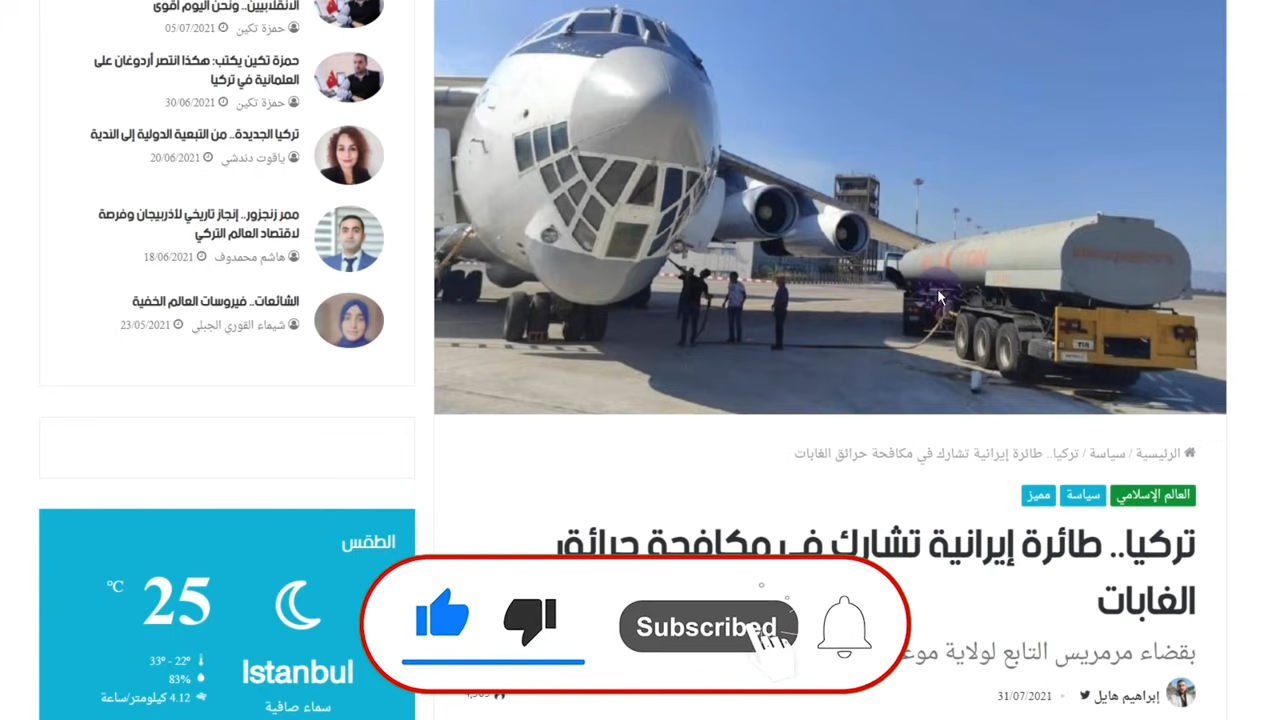 الانقلابيين.. ونحن اليوم أقوى
حمزة تكين 05/07/2021
حمزة تكين يكتب: هكذا انتصر أردوغان على
العلمانية في تركيا
حمزة تكين 30/06/2021
تركيا الجديدة.. من التبعية الدولية إلى الندية
ياقوت دندشي 20/06/2021
ممر زنجزور.. إنجاز تاريخي لأذربيجان وفرصة
لاقتصاد العالم التركي
هاشم محمدوف 18/06/2021
الشائعات.. فيروسات العالم الخفية
شيماء القوري الجبلي 23/05/2021
الطقس
25 °C
33º - 22º
83%
4.12 كيلومتر/ساعة
Istanbul
سماء صافية
الرئيسية / سياسة / تركيا.. طائرة إيرانية تشارك في مكافحة حرائق الغابات
العالم الإسلامي سياسة مميز
تركيا.. طائرة إيرانية تشارك في مكافحة حرائق
الغابات
بقضاء مرمريس التابع لولاية
إبراهيم هايل 31/07/2021
Subscribed